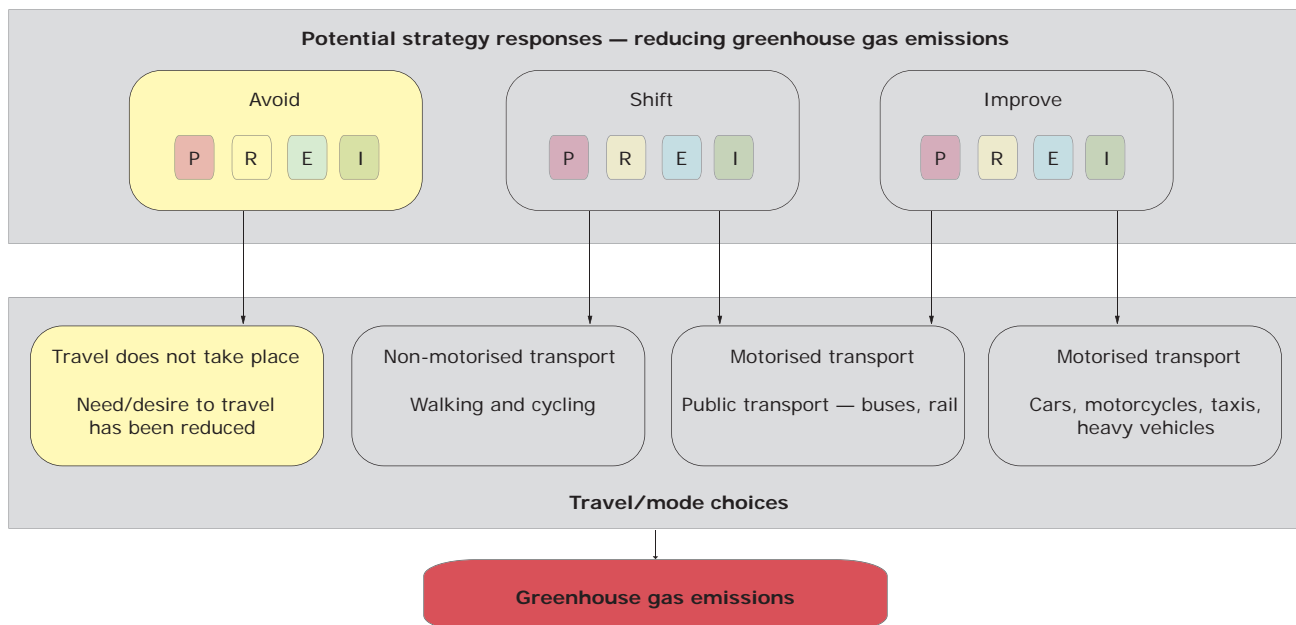 Potential strategy responses — reducing greenhouse gas emissions
Avoid
P R E I
Shift
P R E I
Improve
P R E I
Travel does not take place
Need/desire to travel
has been reduced
Non-motorised transport
Walking and cycling
Motorised transport
Public transport — buses, rail
Motorised transport
Cars, motorcycles, taxis,
heavy vehicles
Travel/mode choices
Greenhouse gas emissions